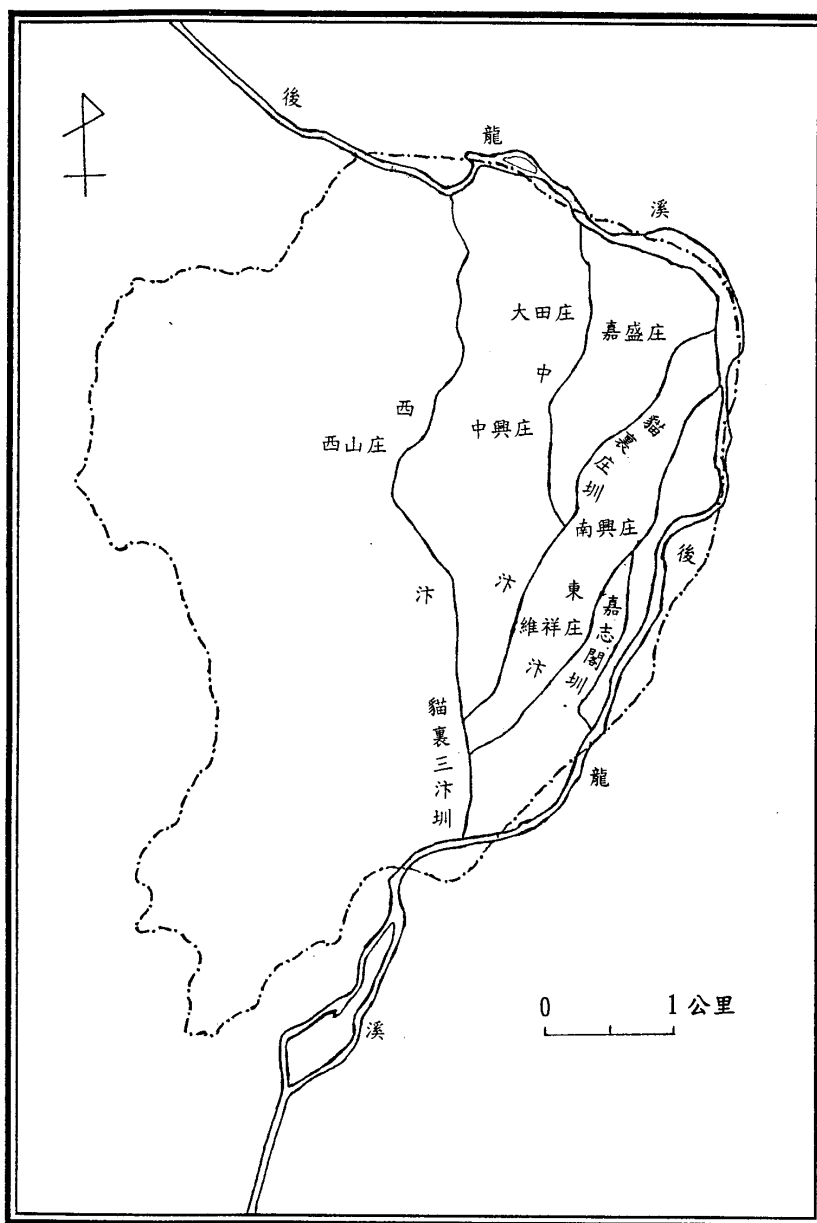 後
龍
溪
大田庄
嘉盛庄
中
西
西山庄
中興庄
貓裏庄圳
南興庄
後
汴
汴
東
嘉志閣圳
維祥庄
汴
貓裏三汴圳
龍
0 1公里
溪